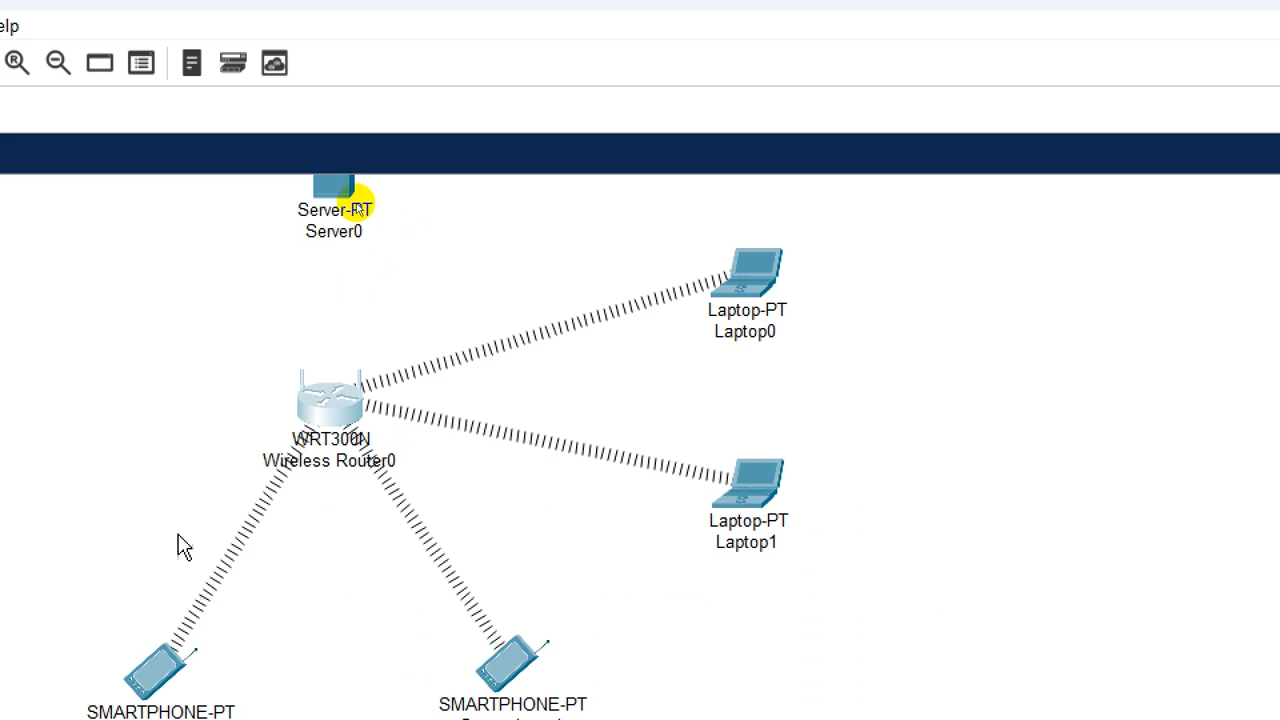 elp
Server-PT
Server0
Laptop-PT
Laptop0
WRT300N
Wireless Router0
Laptop-PT
Laptop1
SMARTPHONE-PT
SMARTPHONE-PT